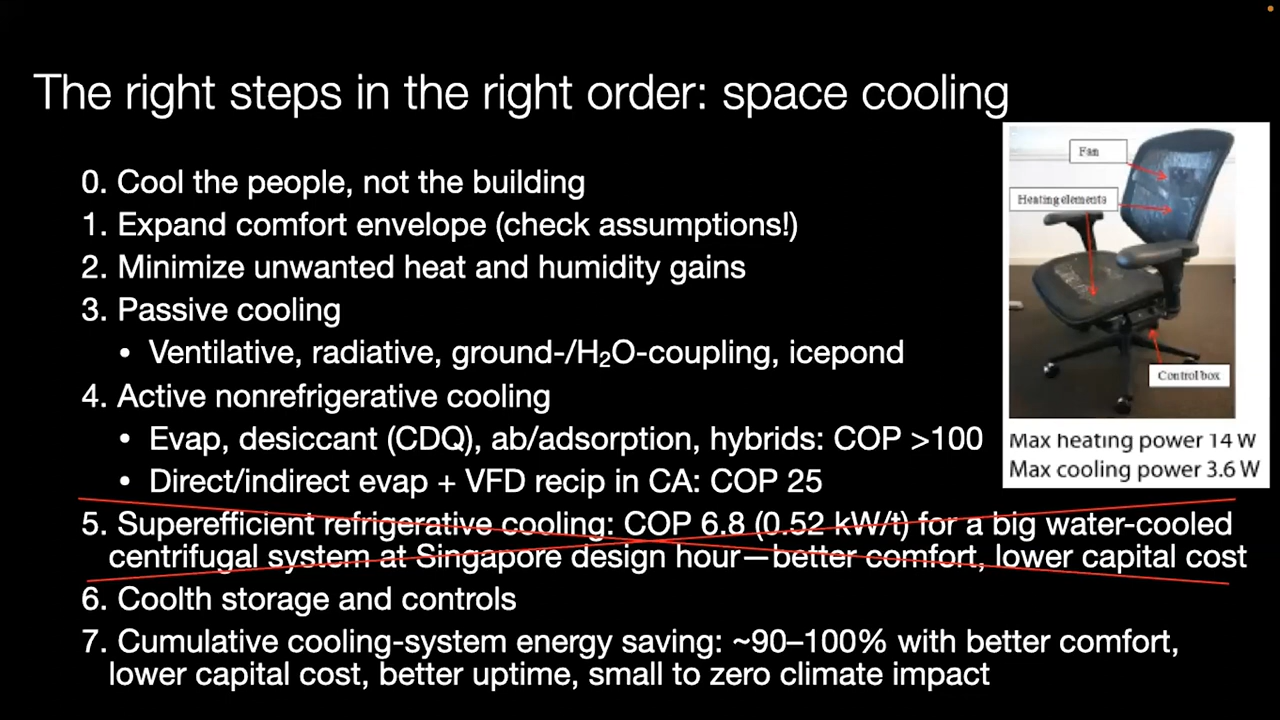 The right steps in the right order: space cooling
0. Cool the people, not the building
1. Expand comfort envelope (check assumptions!)
2. Minimize unwanted heat and humidity gains
3. Passive cooling
• Ventilative, radiative, ground-/H₂O-coupling, icepond
4. Active nonrefrigerative cooling
• Evap, desiccant (CDQ), ab/adsorption, hybrids: COP >100
• Direct/indirect evap + VFD recip in CA: COP 25
5. Superefficient refrigerative cooling: COP 6.8 (0.52 kW/t) for a big water-cooled
centrifugal system at Singapore design hour—better comfort, lower capital cost
6. Coolth storage and controls
7. Cumulative cooling-system energy saving: ~90–100% with better comfort,
lower capital cost, better uptime, small to zero climate impact
Fan
Heating elements
Control box
Max heating power 14 W
Max cooling power 3.6 W